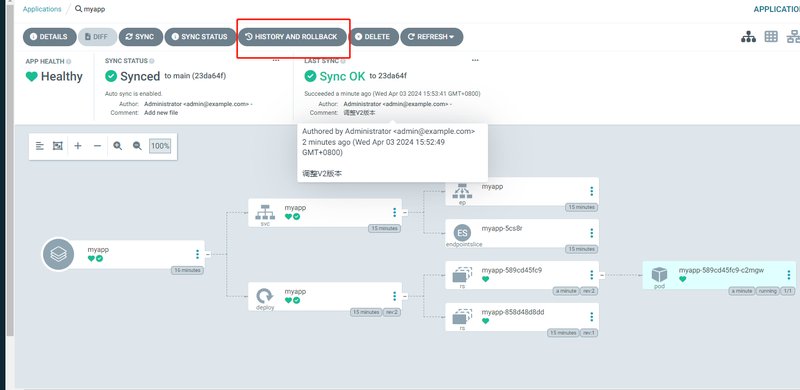 Applications / myapp
APPLICATION
DETAILS DIFF SYNC SYNC STATUS HISTORY AND ROLLBACK DELETE REFRESH
APP HEALTH
Healthy
SYNC STATUS
Synced to main (23da64f)
Auto sync is enabled.
Author: Administrator <admin@example.com> -
Comment: Add new file
LAST SYNC
Sync OK to 23da64f
Succeeded a minute ago (Wed Apr 03 2024 15:53:41 GMT+0800)
Author: Administrator <admin@example.com> -
Comment: 调整V2版本
Authored by Administrator <admin@example.com>
2 minutes ago (Wed Apr 03 2024 15:52:49
GMT+0800)
调整V2版本
100%
myapp
15 minutes
svc
myapp
15 minutes
deploy
myapp
15 minutes rev:2
ep
myapp
15 minutes
ES
endpointslice
myapp-5cs8r
15 minutes
rs
myapp-589cd45fc9
a minute rev:2
rs
myapp-858d48d8dd
15 minutes rev:1
pod
myapp-589cd45fc9-c2mgw
a minute running 1/1